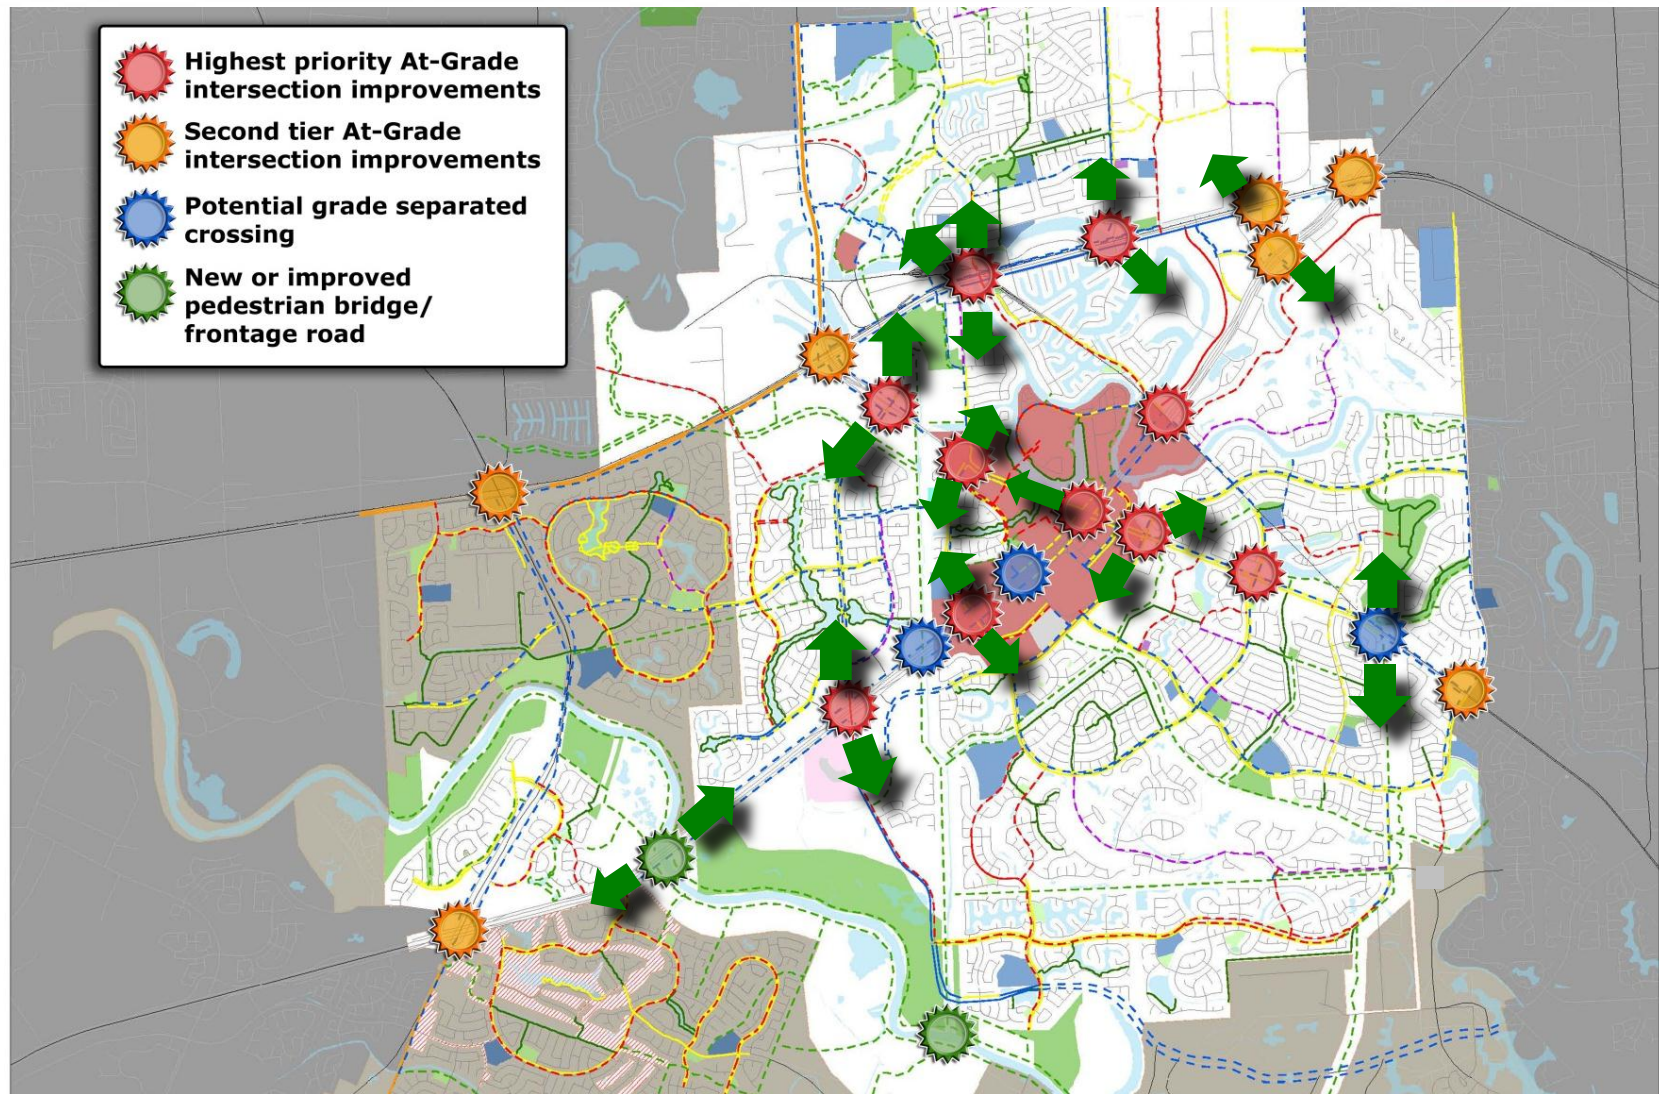 Highest priority At-Grade
intersection improvements
Second tier At-Grade
intersection improvements
Potential grade separated
crossing
New or improved
pedestrian bridge/
frontage road